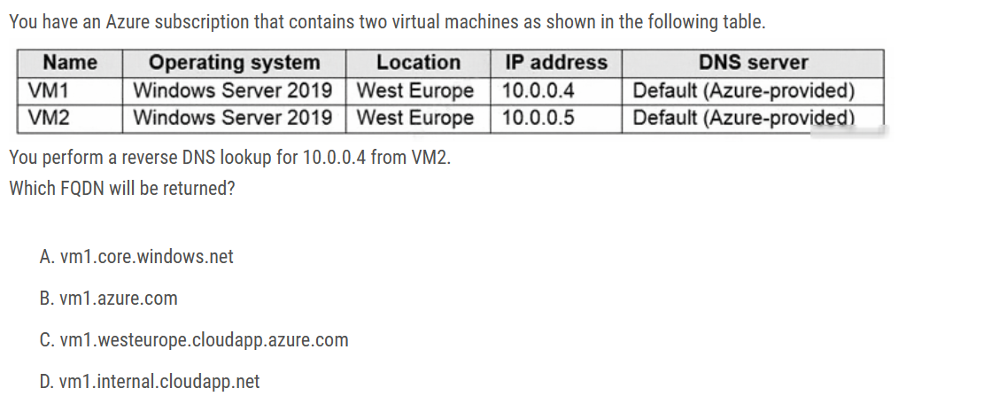 You have an Azure subscription that contains two virtual machines as shown in the following table.
Name Operating system Location IP address DNS server
VM1 Windows Server 2019 West Europe 10.0.0.4 Default (Azure-provided)
VM2 Windows Server 2019 West Europe 10.0.0.5 Default (Azure-provided)
You perform a reverse DNS lookup for 10.0.0.4 from VM2.
Which FQDN will be returned?
A. vm1.core.windows.net
B. vm1.azure.com
C. vm1.westeurope.cloudapp.azure.com
D. vm1.internal.cloudapp.net